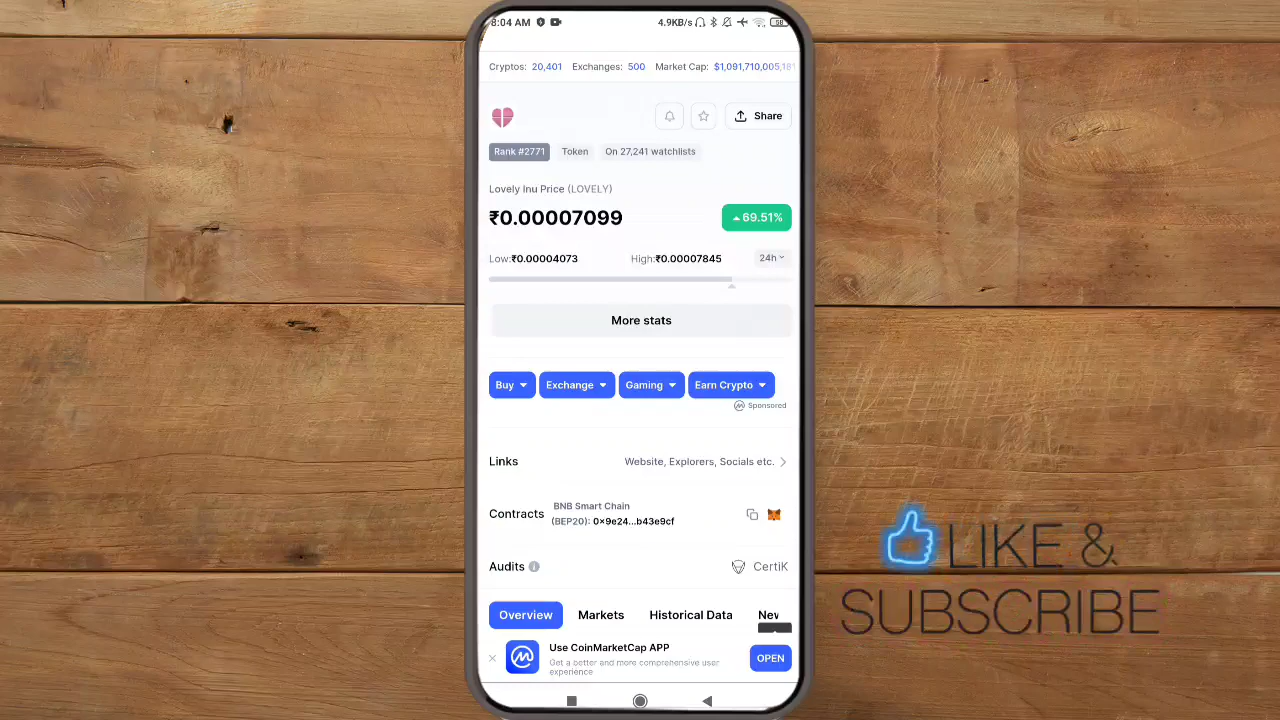 8:04 AM 4.9KB/s 58
Cryptos: 20,401 Exchanges: 500 Market Cap: $1,091,710,005,181
Share
Rank #2771 Token On 27,241 watchlists
Lovely Inu Price (LOVELY)
₹0.00007099 69.51%
Low:₹0.00004073 High:₹0.00007845 24h
More stats
Buy Exchange Gaming Earn Crypto
Sponsored
Links Website, Explorers, Socials etc.
Contracts BNB Smart Chain
(BEP20): 0x9e24...b43e9cf
Audits CertiK
Overview Markets Historical Data
Use CoinMarketCap APP
Get a better and more comprehensive user
experience
OPEN
LIKE &
SUBSCRIBE